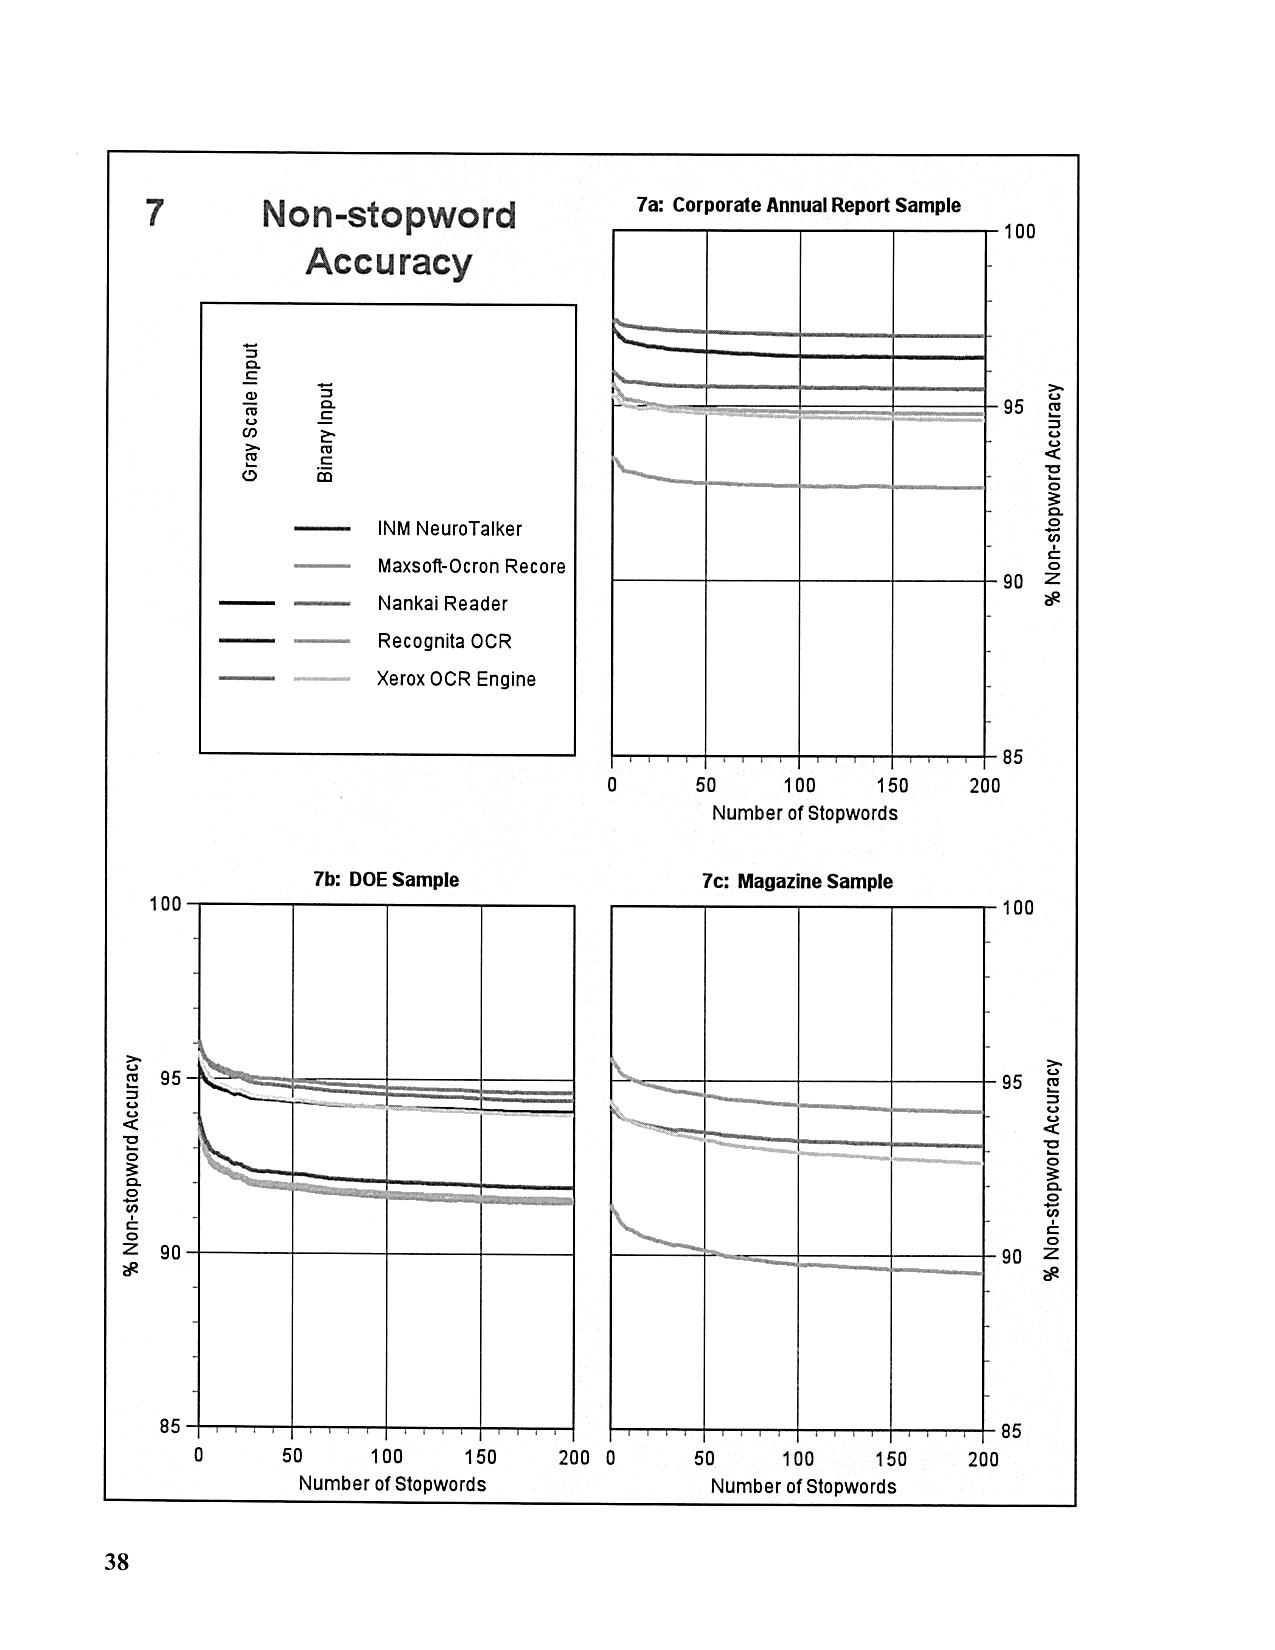 7 Non-stopword
Accuracy
Gray Scale Input
Binary Input
INM NeuroTalker
Maxsoft-Ocron Recore
Nankai Reader
Recognita OCR
Xerox OCR Engine
7a: Corporate Annual Report Sample
100
95
90
85
% Non-stopword Accuracy
0 50 100 150 200
Number of Stopwords
7b: DOE Sample
100
95
90
85
% Non-stopword Accuracy
0 50 100 150 200
Number of Stopwords
7c: Magazine Sample
100
95
90
85
% Non-stopword Accuracy
0 50 100 150 200
Number of Stopwords
38